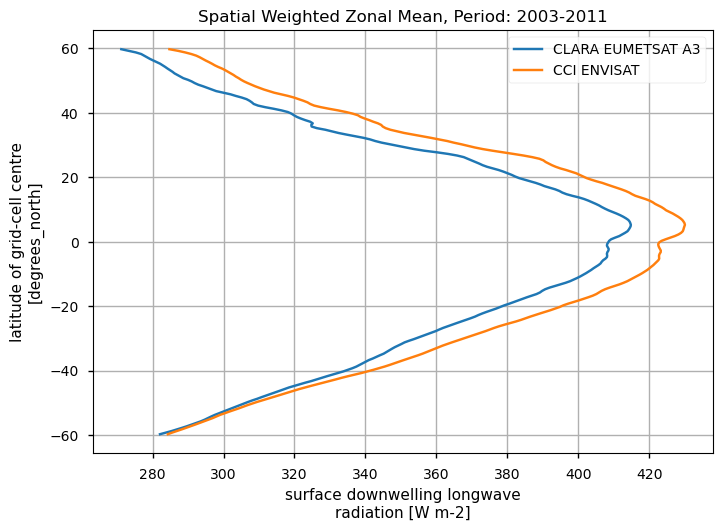 Spatial Weighted Zonal Mean, Period: 2003-2011
CLARA EUMETSAT A3
CCI ENVISAT
latitude of grid-cell centre
[degrees_north]
60
40
20
0
−20
−40
−60
280 300 320 340 360 380 400 420
surface downwelling longwave
radiation [W m-2]